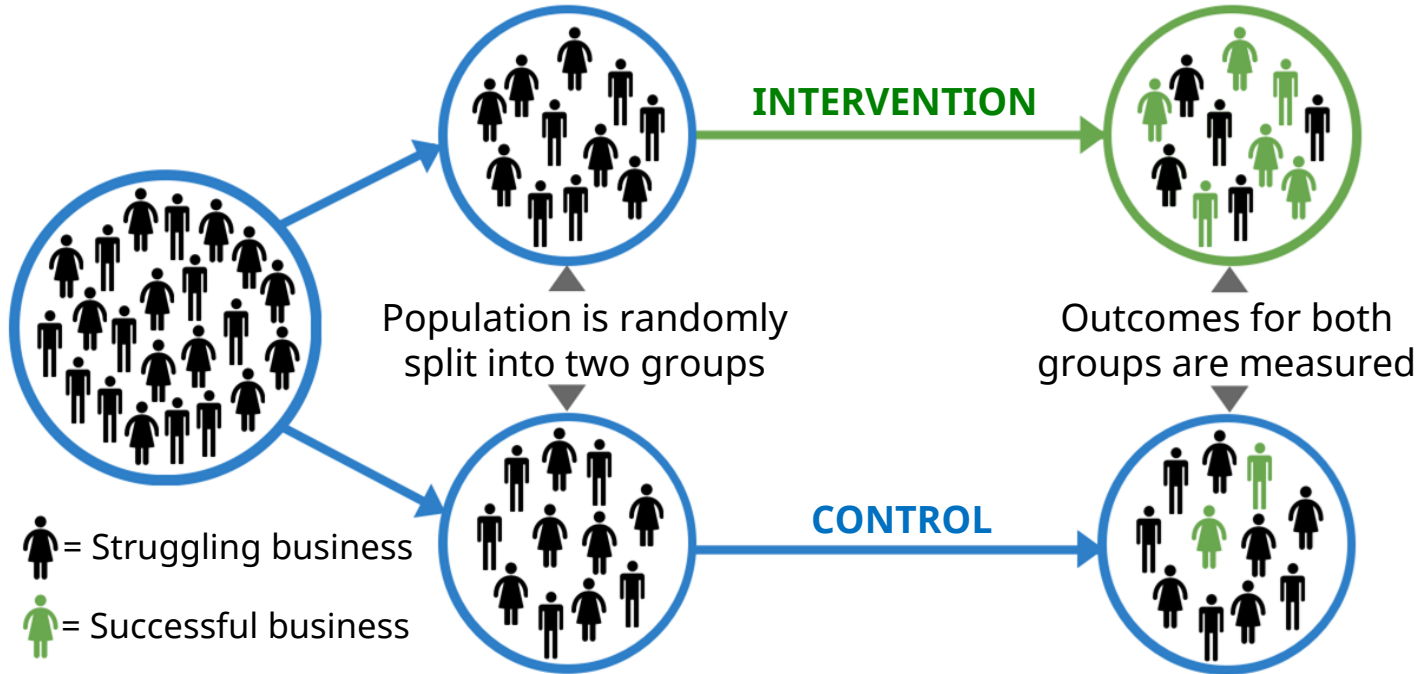 INTERVENTION
Population is randomly
split into two groups
Outcomes for both
groups are measured
CONTROL
= Struggling business
= Successful business